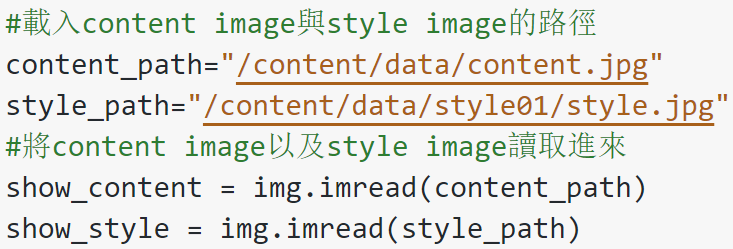 #載入content image與style image的路徑
content_path="/content/data/content.jpg"
style_path="/content/data/style01/style.jpg"
#將content image以及style image讀取進來
show_content = img.imread(content_path)
show_style = img.imread(style_path)